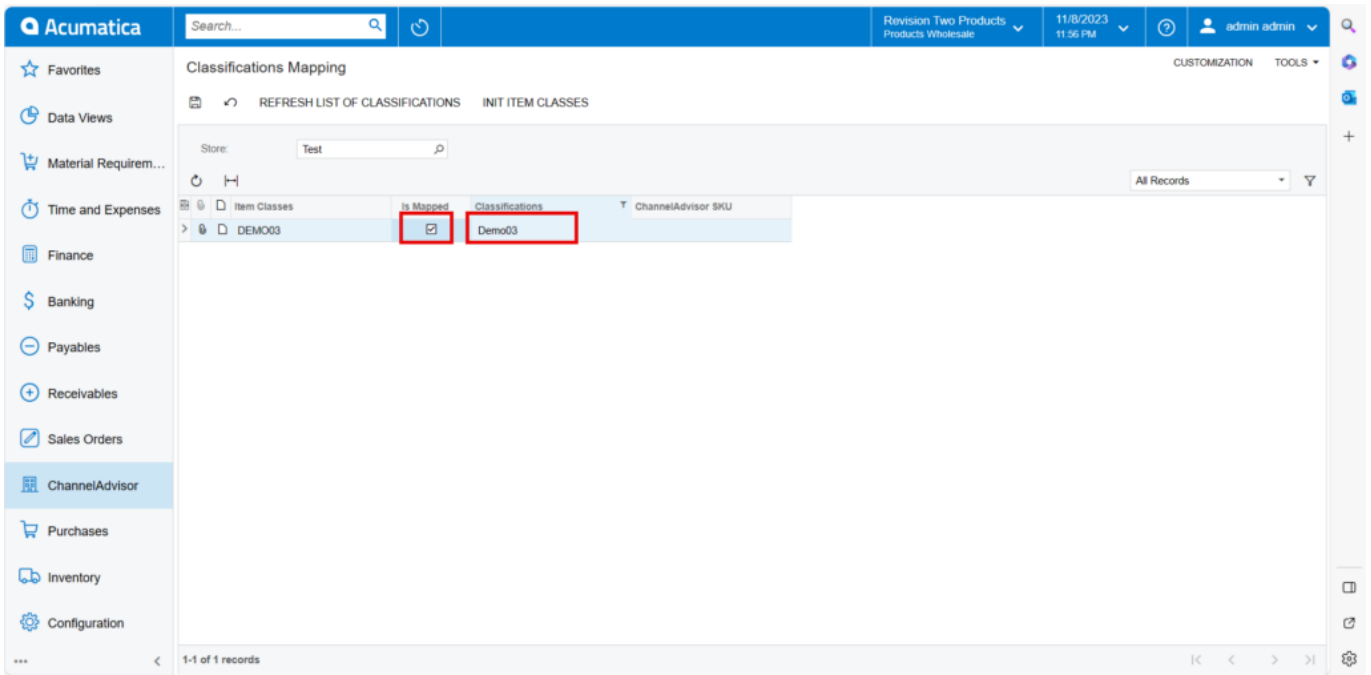 Acumatica
Search...
Revision Two Products
Products Wholesale
11/8/2023
11:56 PM
admin admin
Favorites
Data Views
Material Requirem...
Time and Expenses
Finance
Banking
Payables
Receivables
Sales Orders
ChannelAdvisor
Purchases
Inventory
Configuration
Classifications Mapping
CUSTOMIZATION TOOLS
REFRESH LIST OF CLASSIFICATIONS INIT ITEM CLASSES
Store: Test
All Records
Item Classes Is Mapped Classifications ChannelAdvisor SKU
DEMO03 Demo03
1-1 of 1 records